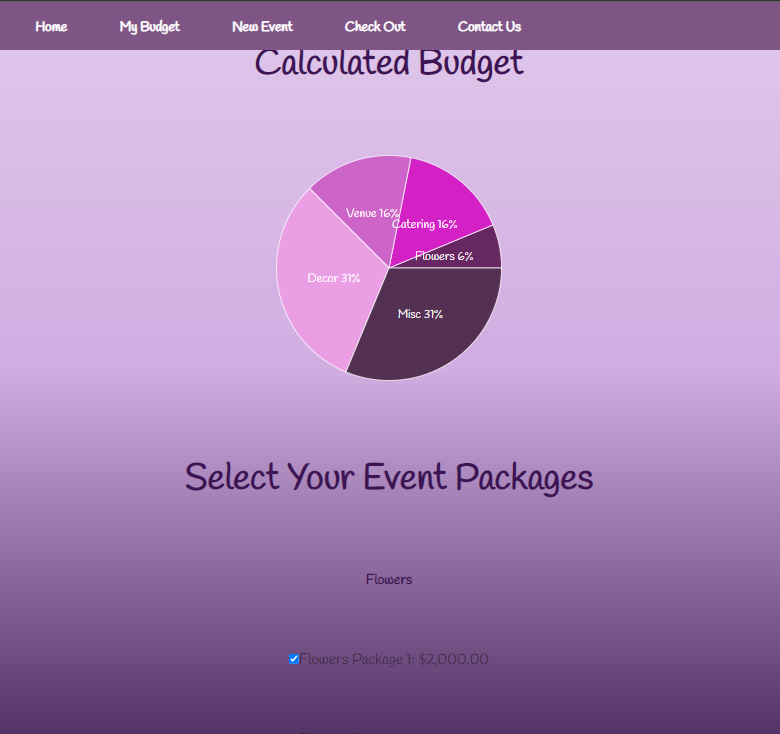 Home My Budget New Event Check Out Contact Us
Calculated Budget
Venue 16%
Catering 16%
Flowers 6%
Decor 31%
Misc 31%
Select Your Event Packages
Flowers
Flowers Package 1: $2,000.00